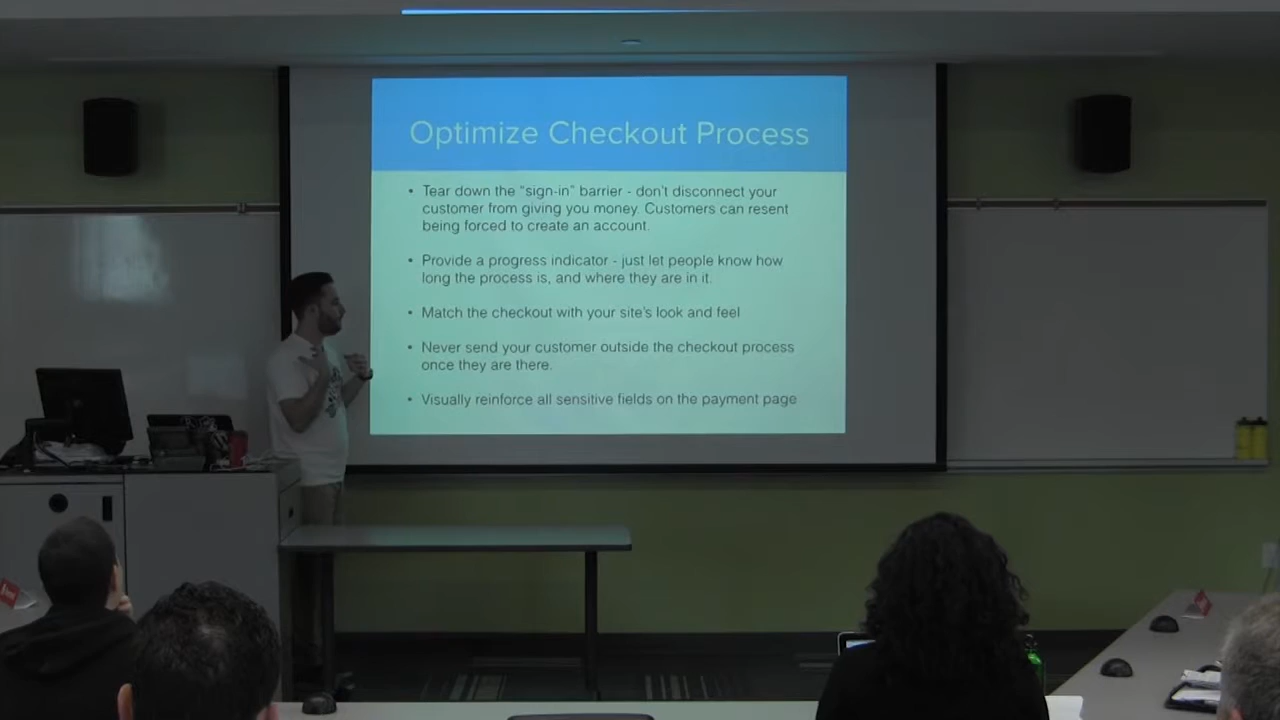 Optimize Checkout Process
• Tear down the “sign-in” barrier - don’t disconnect your
customer from giving you money. Customers can resent
being forced to create an account.
• Provide a progress indicator - just let people know how
long the process is, and where they are in it.
• Match the checkout with your site’s look and feel
• Never send your customer outside the checkout process
once they are there.
• Visually reinforce all sensitive fields on the payment page